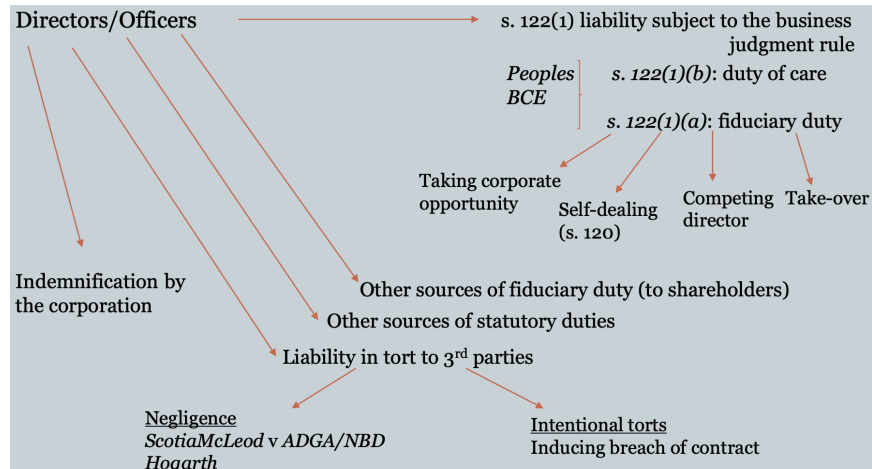 Directors/Officers
s. 122(1) liability subject to the business
judgment rule
Peoples
BCE
s. 122(1)(b): duty of care
s. 122(1)(a): fiduciary duty
Taking corporate
opportunity
Self-dealing
(s. 120)
Competing
director
Take-over
Indemnification by
the corporation
Other sources of fiduciary duty (to shareholders)
Other sources of statutory duties
Liability in tort to 3rd parties
Negligence
ScotiaMcLeod v ADGA/NBD
Hogarth
Intentional torts
Inducing breach of contract